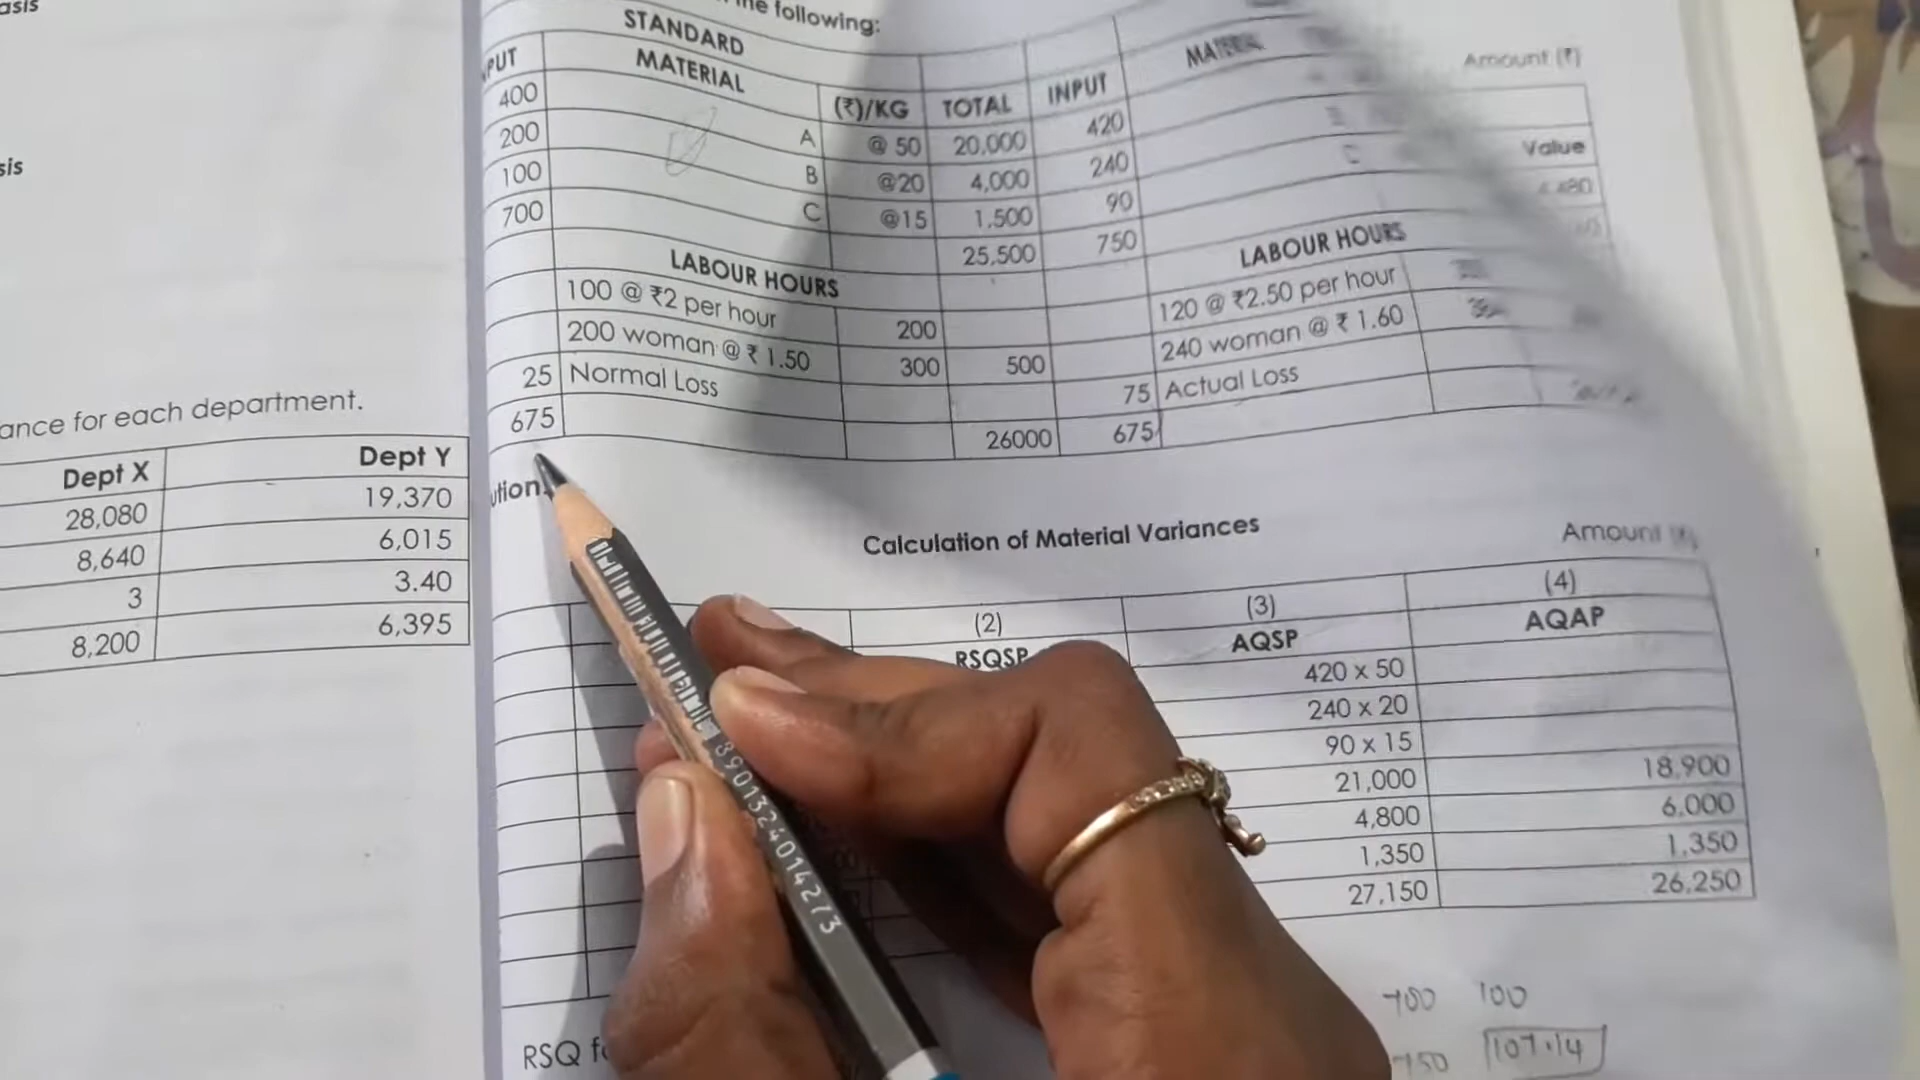 asis
sis
ance for each department.
Dept X Dept Y
28,080 19,370
8,640 6,015
3 3.40
8,200 6,395
the following:
STANDARD
PUT MATERIAL (₹)/KG TOTAL INPUT Amount (₹)
400 A @ 50 20,000 420
200 B @20 4,000 240 Value
100 C @15 1,500 90
700 25,500 750
LABOUR HOURS LABOUR HOURS
100 @ ₹2 per hour 200 120 @ ₹2.50 per hour
200 woman @ ₹ 1.50 300 500 240 woman @ ₹ 1.60
25 Normal Loss 75 Actual Loss
675 26000 675
ution:
Calculation of Material Variances
Amount
(2) (3) (4)
RSQSP AQSP AQAP
420 x 50
240 x 20
90 x 15
21,000 18,900
4,800 6,000
1,350 1,350
27,150 26,250
RSQ
700 100
750 107.14
3901324014273